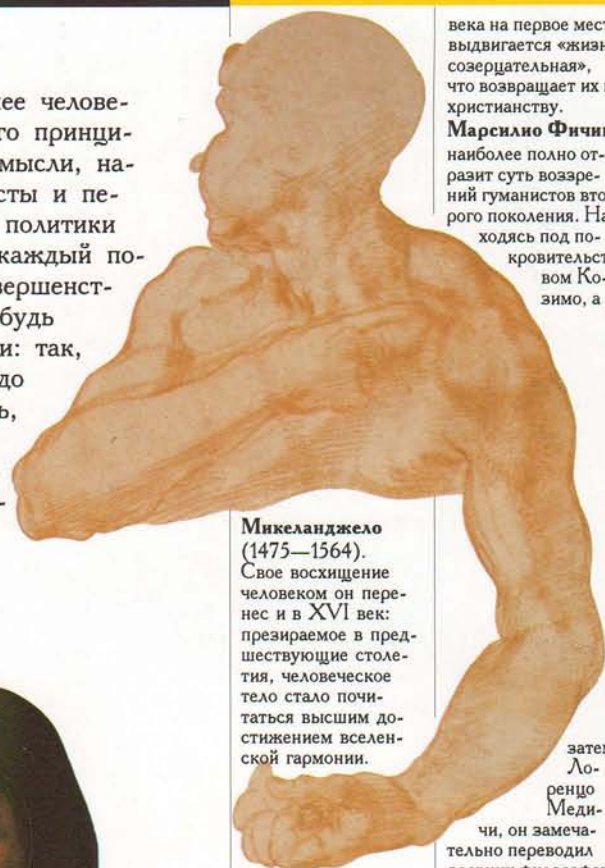 ее челове-
го принци-
мысли, на-
сты и пе-
политики
каждый по-
вершенст-
будь
и: так,
до
ь,
Микеланджело
(1475—1564).
Свое восхищение
человеком он пере-
нес и в XVI век:
презираемое в пред-
шествующие столе-
тия, человеческое
тело стало почи-
таться высшим до-
стижением вселен-
ской гармонии.
века на первое мест
выдвигается «жизн
созерцательная»,
что возвращает их
христианству.
Марсилио Фичин
наиболее полно от-
разит суть воззре-
ний гуманистов вто-
рого поколения. На
ходясь под по-
кровительст
вом Ко-
зимо, а
затем
Ло-
ренцо
Меди-
чи, он замеча-
тельно переводил